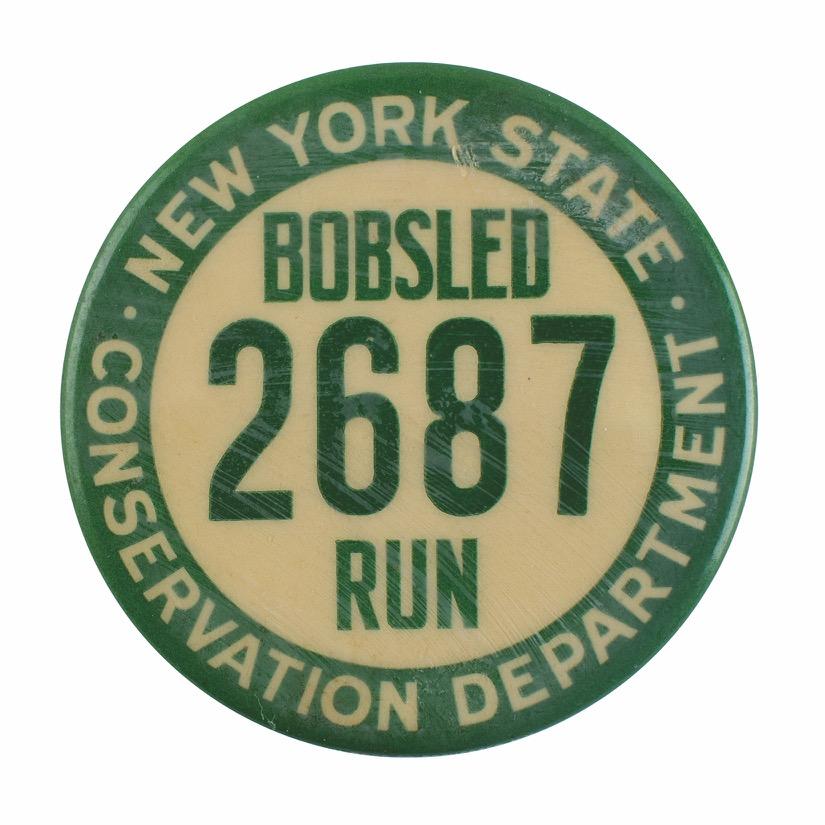 · NEW YORK STATE ·
CONSERVATION DEPARTMENT
BOBSLED
2687
RUN